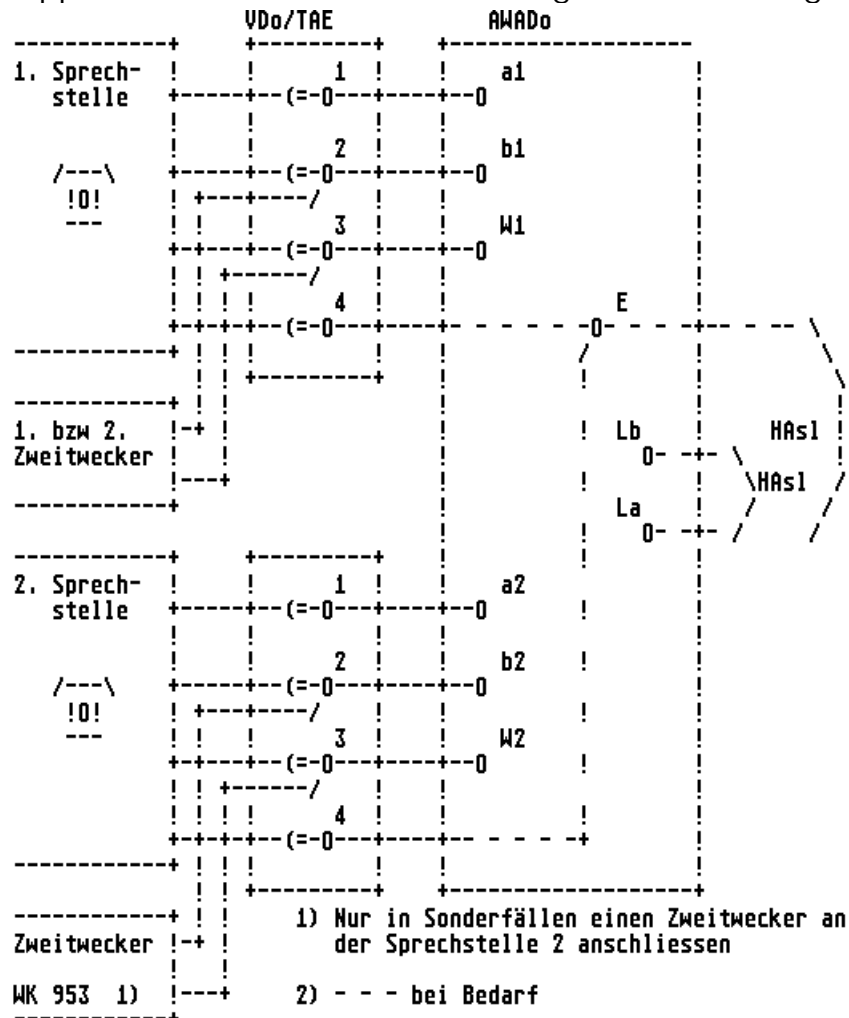 VDo/TAE AWADo
1. Sprech- 1 a1
stelle
2 b1
!O!
3 W1
4 E
1. bzw 2. Lb HAsl
Zweitwecker
HAsl
La
2. Sprech- 1 a2
stelle
2 b2
!O!
3 W2
4
1) Nur in Sonderfällen einen Zweitwecker an
Zweitwecker der Sprechstelle 2 anschliessen
WK 953 1) 2) - - - bei Bedarf